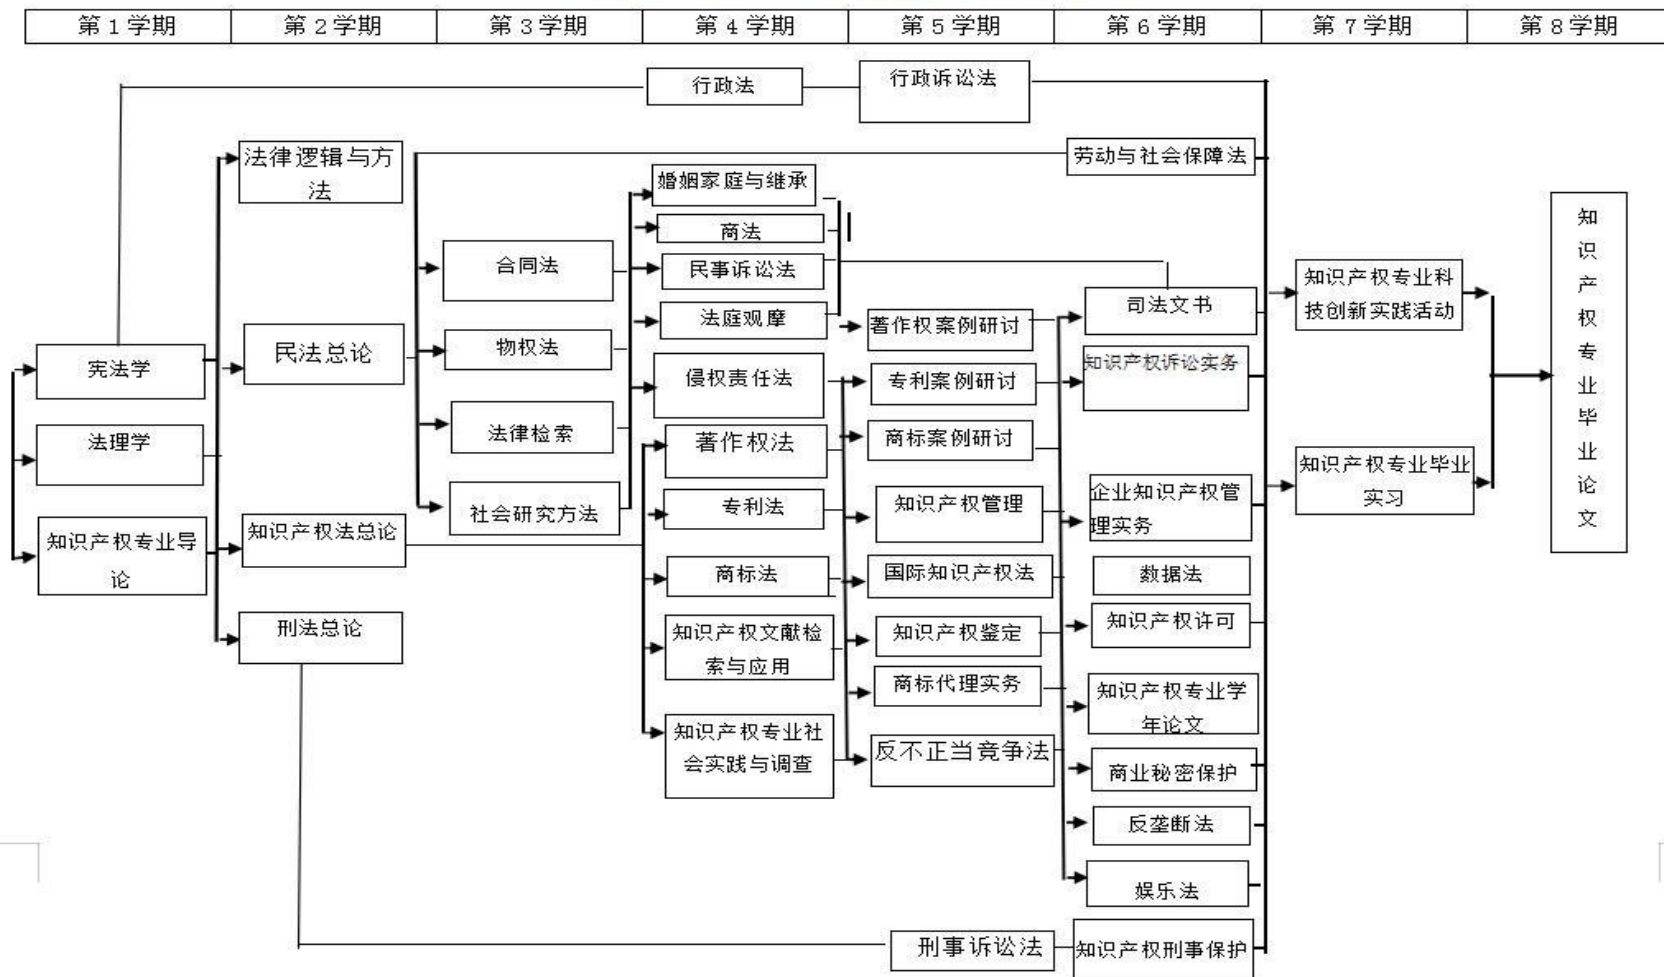 第1学期
第2学期
第3学期
第4学期
第5学期
第6学期
第7学期
第8学期
宪法学
法理学
知识产权专业导
论
法律逻辑与方
法
民法总论
知识产权法总论
刑法总论
合同法
物权法
法律检索
社会研究方法
行政法
婚姻家庭与继承
商法
民事诉讼法
法庭观摩
侵权责任法
著作权法
专利法
商标法
知识产权文献检
索与应用
知识产权专业社
会实践与调查
行政诉讼法
著作权案例研讨
专利案例研讨
商标案例研讨
知识产权管理
国际知识产权法
知识产权鉴定
商标代理实务
反不正当竞争法
刑事诉讼法
劳动与社会保障法
司法文书
知识产权诉讼实务
企业知识产权管
理实务
数据法
知识产权许可
知识产权专业学
年论文
商业秘密保护
反垄断法
娱乐法
知识产权刑事保护
知识产权专业科
技创新实践活动
知识产权专业毕业
实习
知识产权专业毕业论文